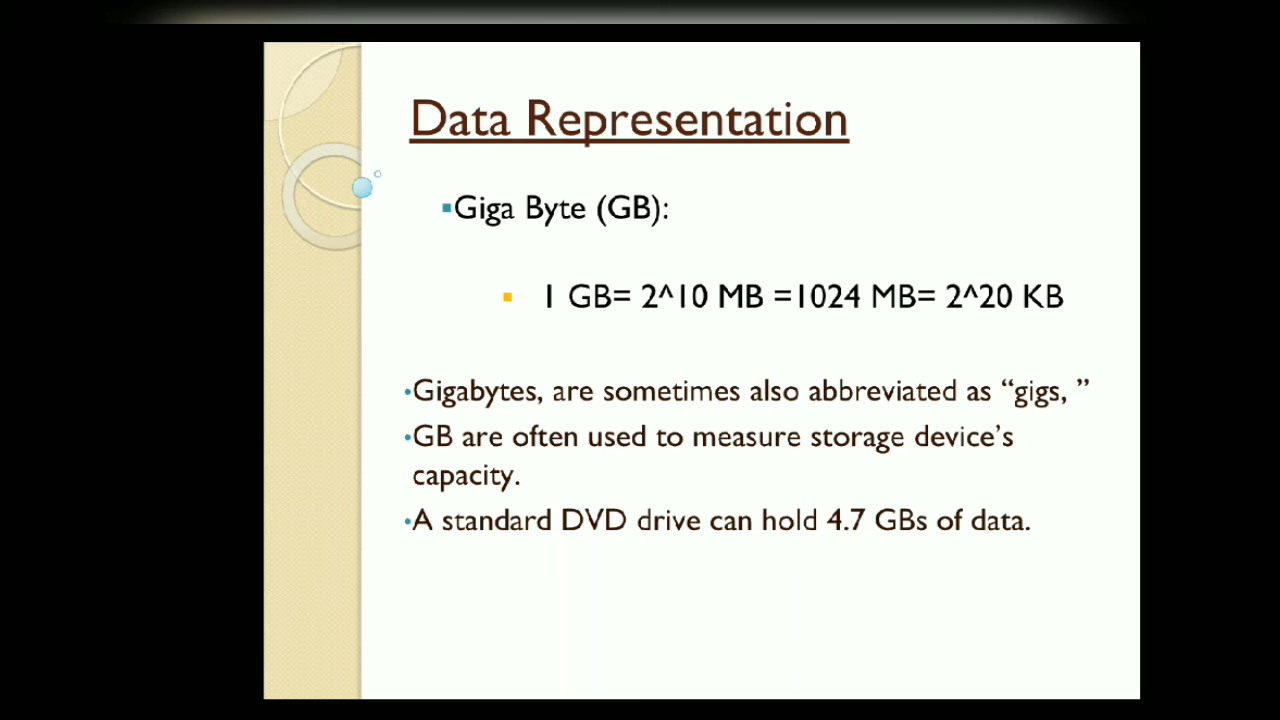 Data Representation
▪Giga Byte (GB):
▪ 1 GB= 2^10 MB =1024 MB= 2^20 KB
•Gigabytes, are sometimes also abbreviated as “gigs, ”
•GB are often used to measure storage device’s
capacity.
•A standard DVD drive can hold 4.7 GBs of data.